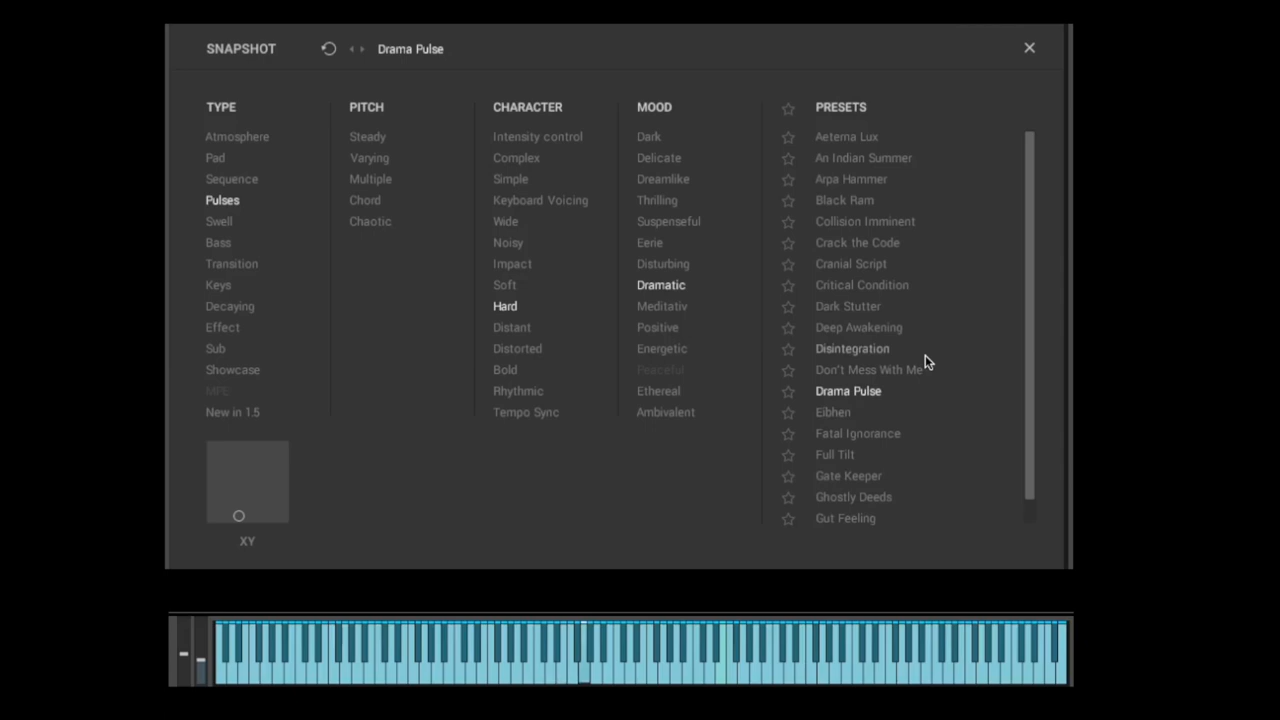 SNAPSHOT
Drama Pulse
TYPE
Atmosphere
Pad
Sequence
Pulses
Swell
Bass
Transition
Keys
Decaying
Effect
Sub
Showcase
MPE
New in 1.5
XY
PITCH
Steady
Varying
Multiple
Chord
Chaotic
CHARACTER
Intensity control
Complex
Simple
Keyboard Voicing
Wide
Noisy
Impact
Soft
Hard
Distant
Distorted
Bold
Rhythmic
Tempo Sync
MOOD
Dark
Delicate
Dreamlike
Thrilling
Suspenseful
Eerie
Disturbing
Dramatic
Meditativ
Positive
Energetic
Peaceful
Ethereal
Ambivalent
PRESETS
Aeterna Lux
An Indian Summer
Arpa Hammer
Black Ram
Collision Imminent
Crack the Code
Cranial Script
Critical Condition
Dark Stutter
Deep Awakening
Disintegration
Don't Mess With Me
Drama Pulse
Eibhen
Fatal Ignorance
Full Tilt
Gate Keeper
Ghostly Deeds
Gut Feeling